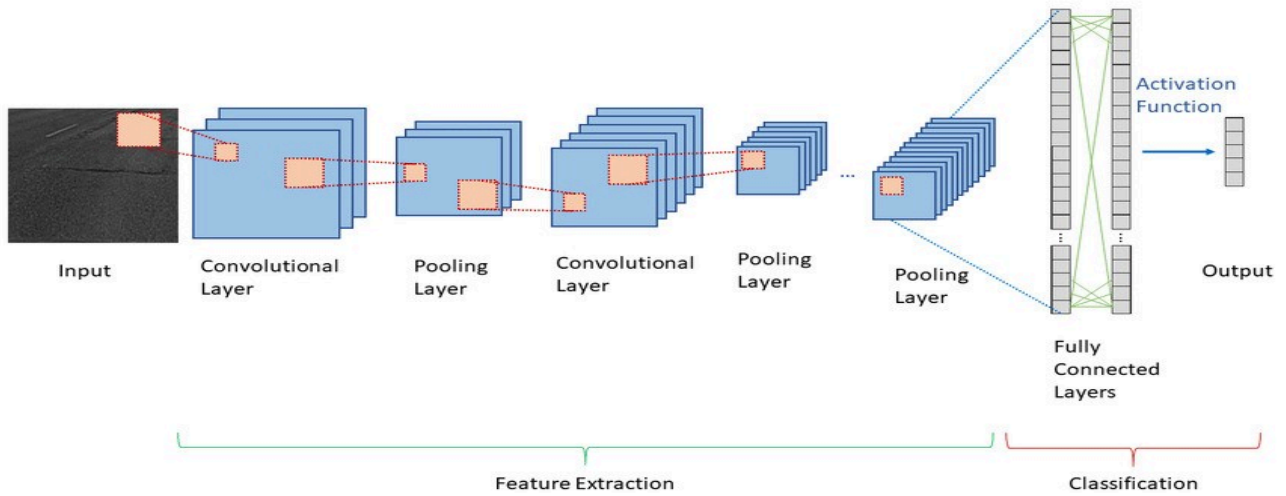 Activation
Function
Input
Convolutional
Layer
Pooling
Layer
Convolutional
Layer
Pooling
Layer
...
Pooling
Layer
Output
Fully
Connected
Layers
Feature Extraction
Classification